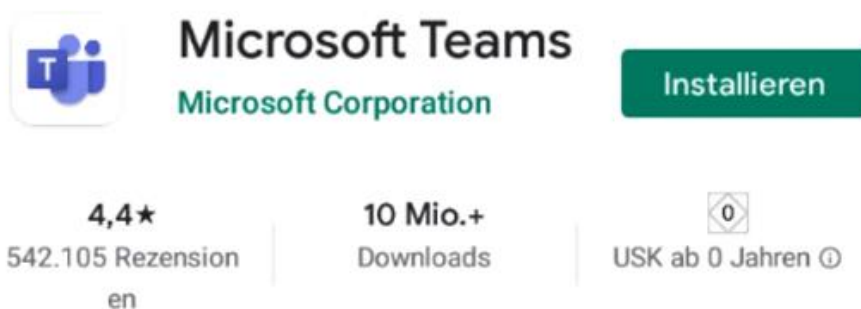 T
Microsoft Teams
Microsoft Corporation
Installieren
4,4★
542.105 Rezension
en
10 Mio.+
Downloads
0
USK ab 0 Jahren ⓘ